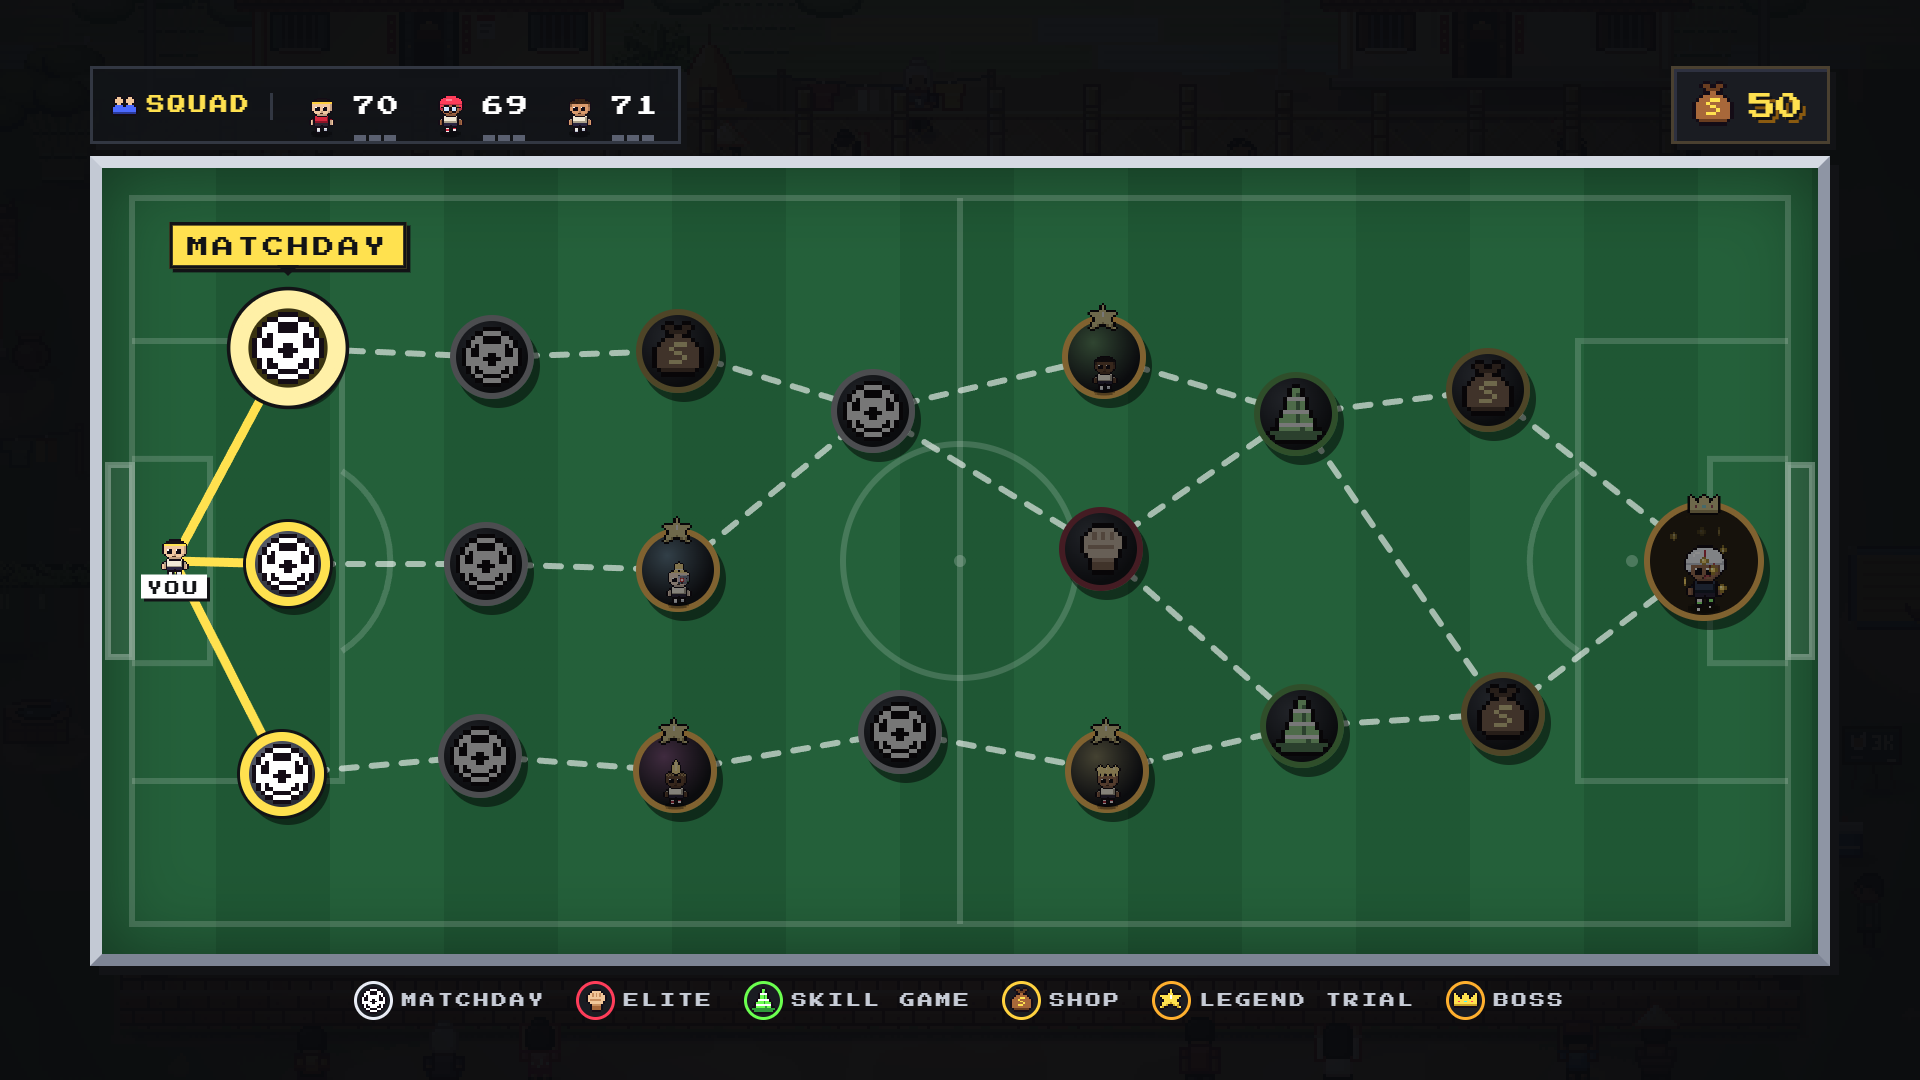 SQUAD 70 69 71
50
MATCHDAY
YOU
MATCHDAY ELITE SKILL GAME SHOP LEGEND TRIAL BOSS